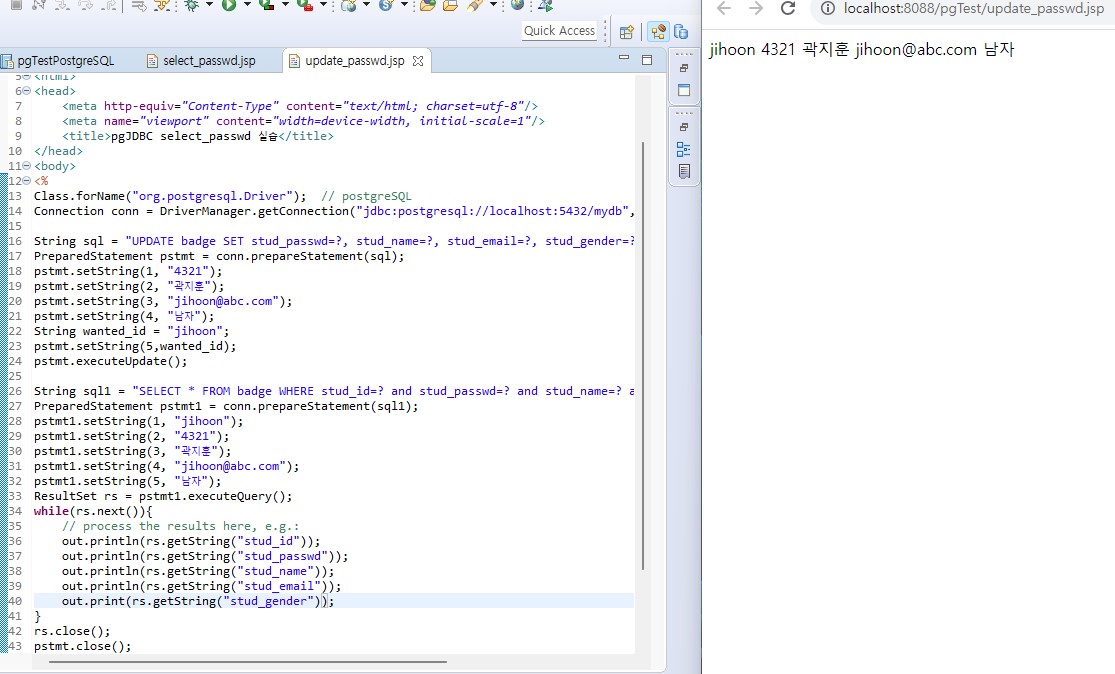 Quick Access
pgTestPostgreSQL
select_passwd.jsp
update_passwd.jsp
5 <html>
6 <head>
7 <meta http-equiv="Content-Type" content="text/html; charset=utf-8"/>
8 <meta name="viewport" content="width=device-width, initial-scale=1"/>
9 <title>pgJDBC select_passwd 실습</title>
10 </head>
11 <body>
12 <%
13 Class.forName("org.postgresql.Driver"); // postgreSQL
14 Connection conn = DriverManager.getConnection("jdbc:postgresql://localhost:5432/mydb",
15
16 String sql = "UPDATE badge SET stud_passwd=?, stud_name=?, stud_email=?, stud_gender=?
17 PreparedStatement pstmt = conn.prepareStatement(sql);
18 pstmt.setString(1, "4321");
19 pstmt.setString(2, "곽지훈");
20 pstmt.setString(3, "jihoon@abc.com");
21 pstmt.setString(4, "남자");
22 String wanted_id = "jihoon";
23 pstmt.setString(5,wanted_id);
24 pstmt.executeUpdate();
25
26 String sql1 = "SELECT * FROM badge WHERE stud_id=? and stud_passwd=? and stud_name=? a
27 PreparedStatement pstmt1 = conn.prepareStatement(sql1);
28 pstmt1.setString(1, "jihoon");
29 pstmt1.setString(2, "4321");
30 pstmt1.setString(3, "곽지훈");
31 pstmt1.setString(4, "jihoon@abc.com");
32 pstmt1.setString(5, "남자");
33 ResultSet rs = pstmt1.executeQuery();
34 while(rs.next()){
35 // process the results here, e.g.:
36 out.println(rs.getString("stud_id"));
37 out.println(rs.getString("stud_passwd"));
38 out.println(rs.getString("stud_name"));
39 out.println(rs.getString("stud_email"));
40 out.print(rs.getString("stud_gender"));
41 }
42 rs.close();
43 pstmt.close();
localhost:8088/pgTest/update_passwd.jsp
jihoon 4321 곽지훈 jihoon@abc.com 남자